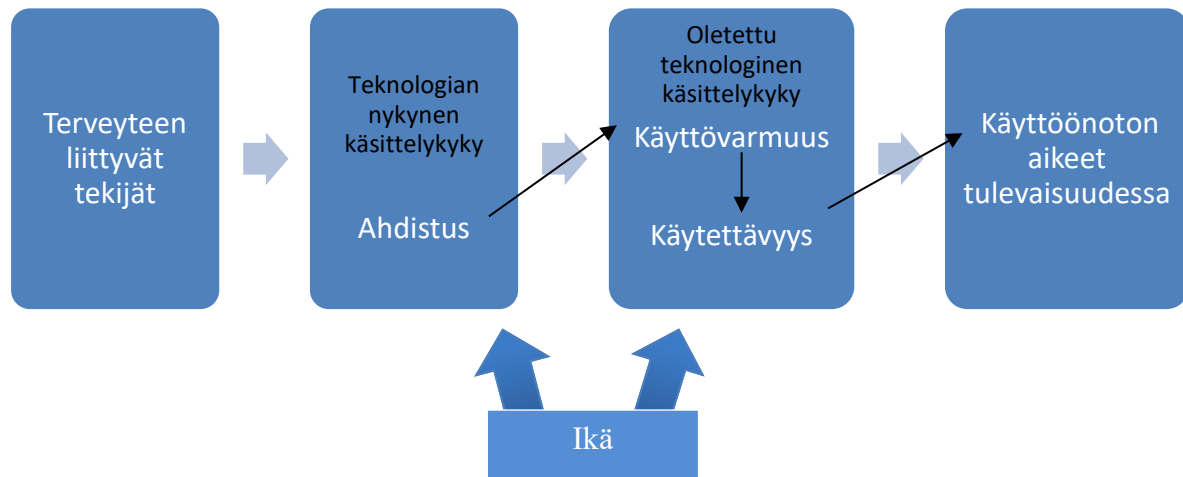 Terveyteen
liittyvät
tekijät
Teknologian
nykynen
käsittelykyky
Ahdistus
Oletettu
teknologinen
käsittelykyky
Käyttövarmuus
Käytettävyys
Käyttöönoton
aikeet
tulevaisuudessa
Ikä